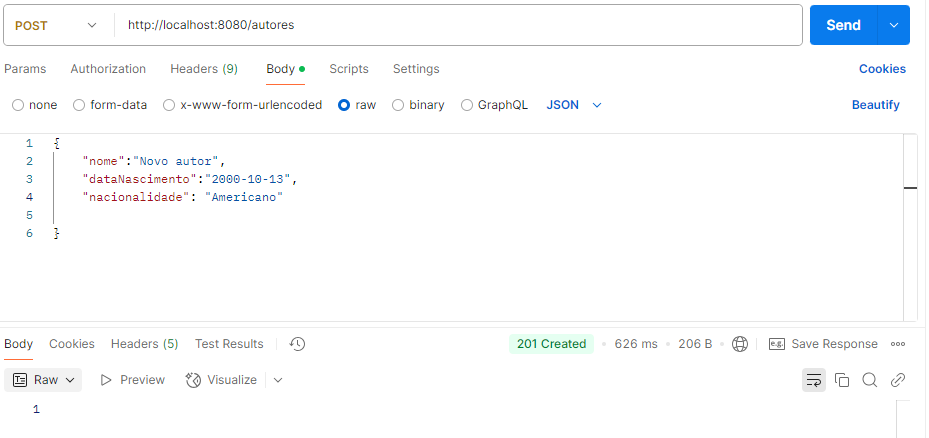 POST http://localhost:8080/autores Send
Params Authorization Headers (9) Body Scripts Settings Cookies
none form-data x-www-form-urlencoded raw binary GraphQL JSON Beautify
1 {
2 "nome":"Novo autor",
3 "dataNascimento":"2000-10-13",
4 "nacionalidade": "Americano"
5
6 }
Body Cookies Headers (5) Test Results 201 Created 626 ms 206 B e.g. Save Response
Raw Preview Visualize
1